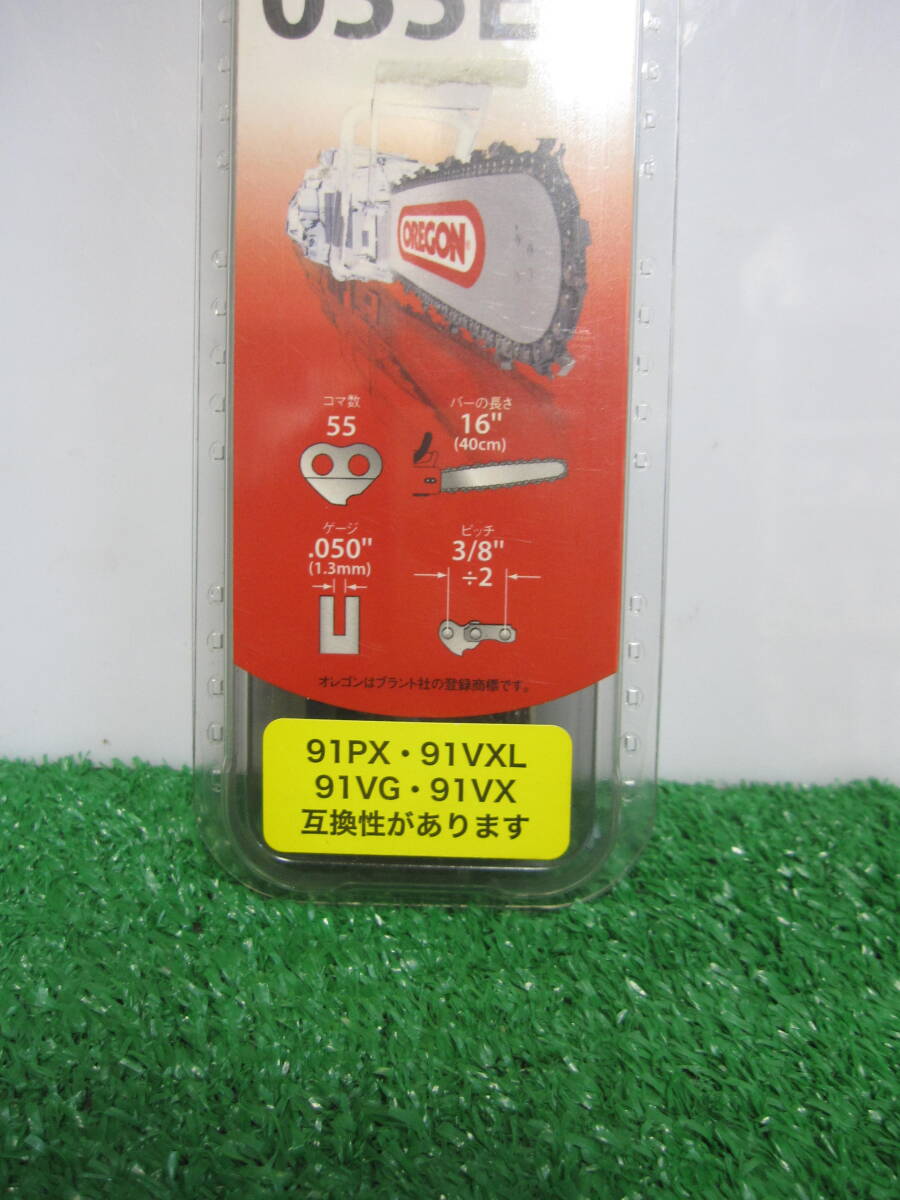 055E
OREGON®
コマ数
55
バーの長さ
16"
(40cm)
ゲージ
.050"
(1.3mm)
ピッチ
3/8"
÷2
オレゴンはブラント社の登録商標です。
91PX・91VXL
91VG・91VX
互換性があります